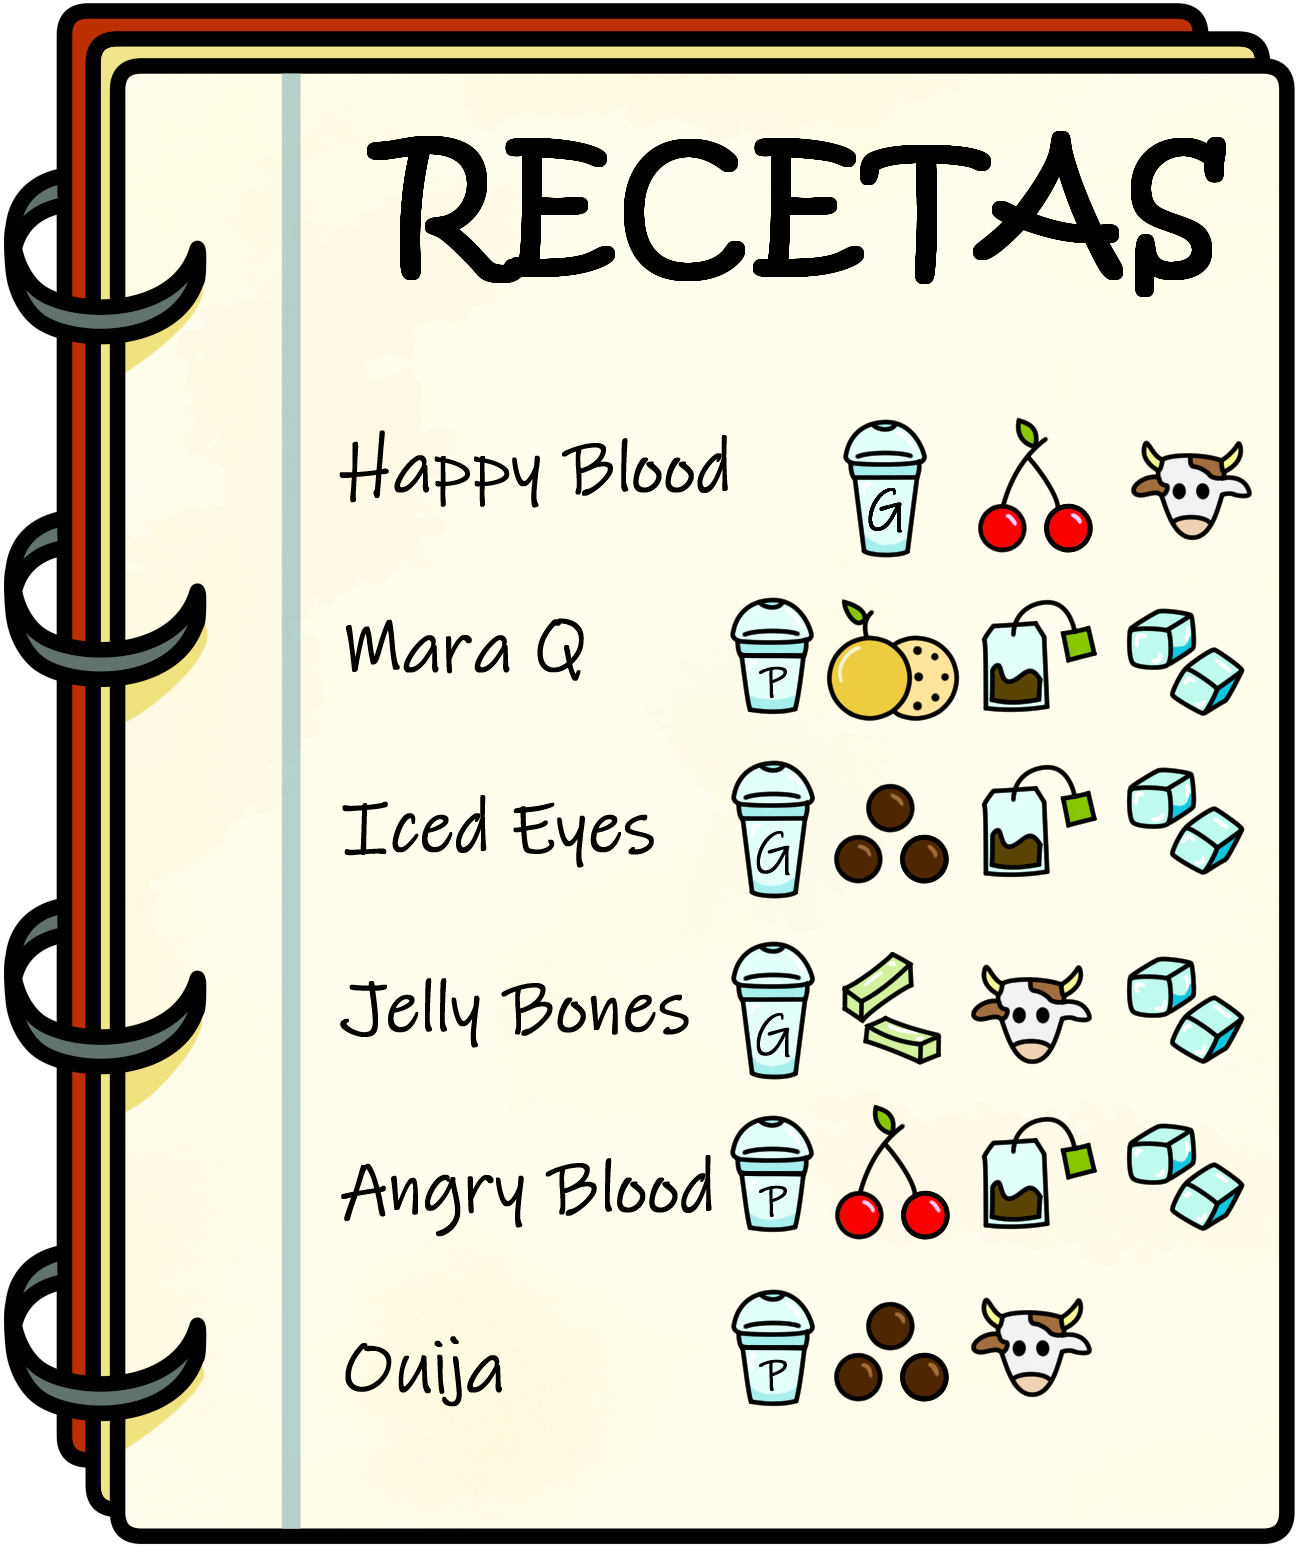 RECETAS
Happy Blood G
Mara Q P
Iced Eyes G
Jelly Bones G
Angry Blood P
Ouija P